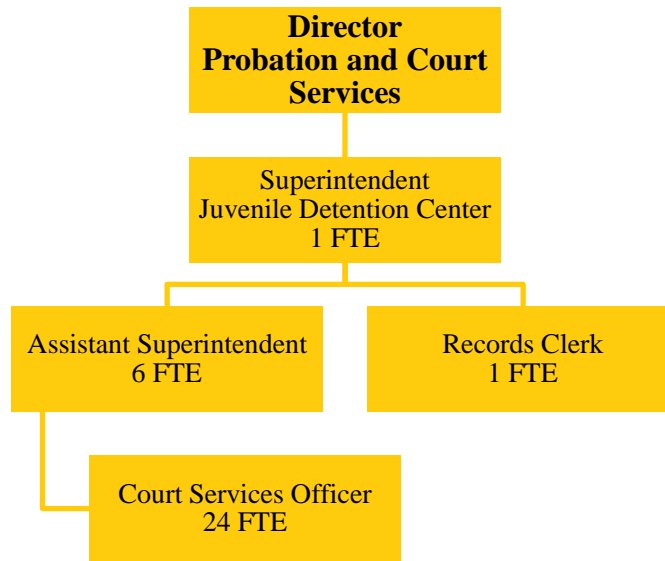 Director
Probation and Court
Services
Superintendent
Juvenile Detention Center
1 FTE
Assistant Superintendent
6 FTE
Records Clerk
1 FTE
Court Services Officer
24 FTE